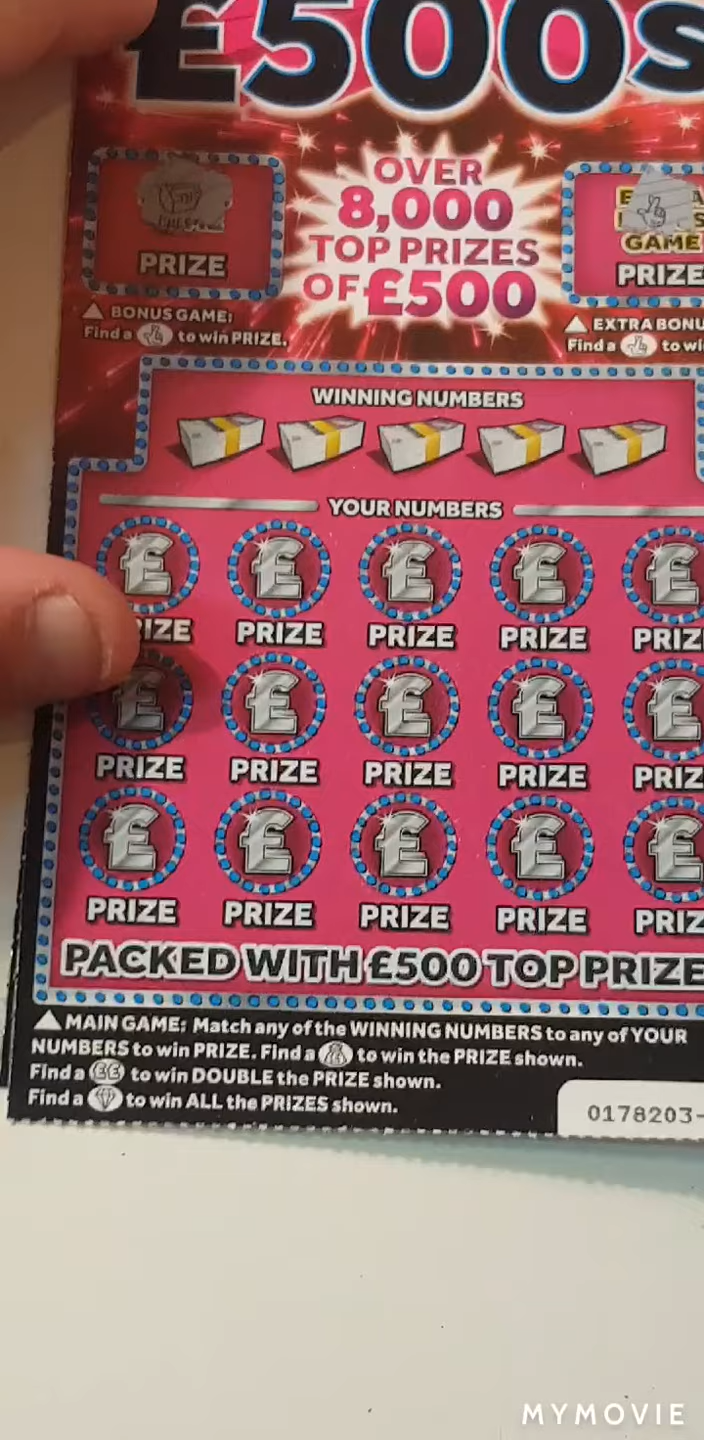 £500s
OVER
8,000
TOP PRIZES
OF £500
PRIZE
GAME
PRIZE
BONUS GAME:
Find a to win PRIZE.
EXTRA BONU
Find a to wi
WINNING NUMBERS
YOUR NUMBERS
£ £ £ £ £
IZE PRIZE PRIZE PRIZE PRIZ
£ £ £ £ £
PRIZE PRIZE PRIZE PRIZE PRIZ
£ £ £ £ £
PRIZE PRIZE PRIZE PRIZE PRIZ
PACKED WITH £500 TOP PRIZE
MAIN GAME: Match any of the WINNING NUMBERS to any of YOUR
NUMBERS to win PRIZE. Find a to win the PRIZE shown.
Find a ££ to win DOUBLE the PRIZE shown.
Find a to win ALL the PRIZES shown.
0178203-
MYMOVIE